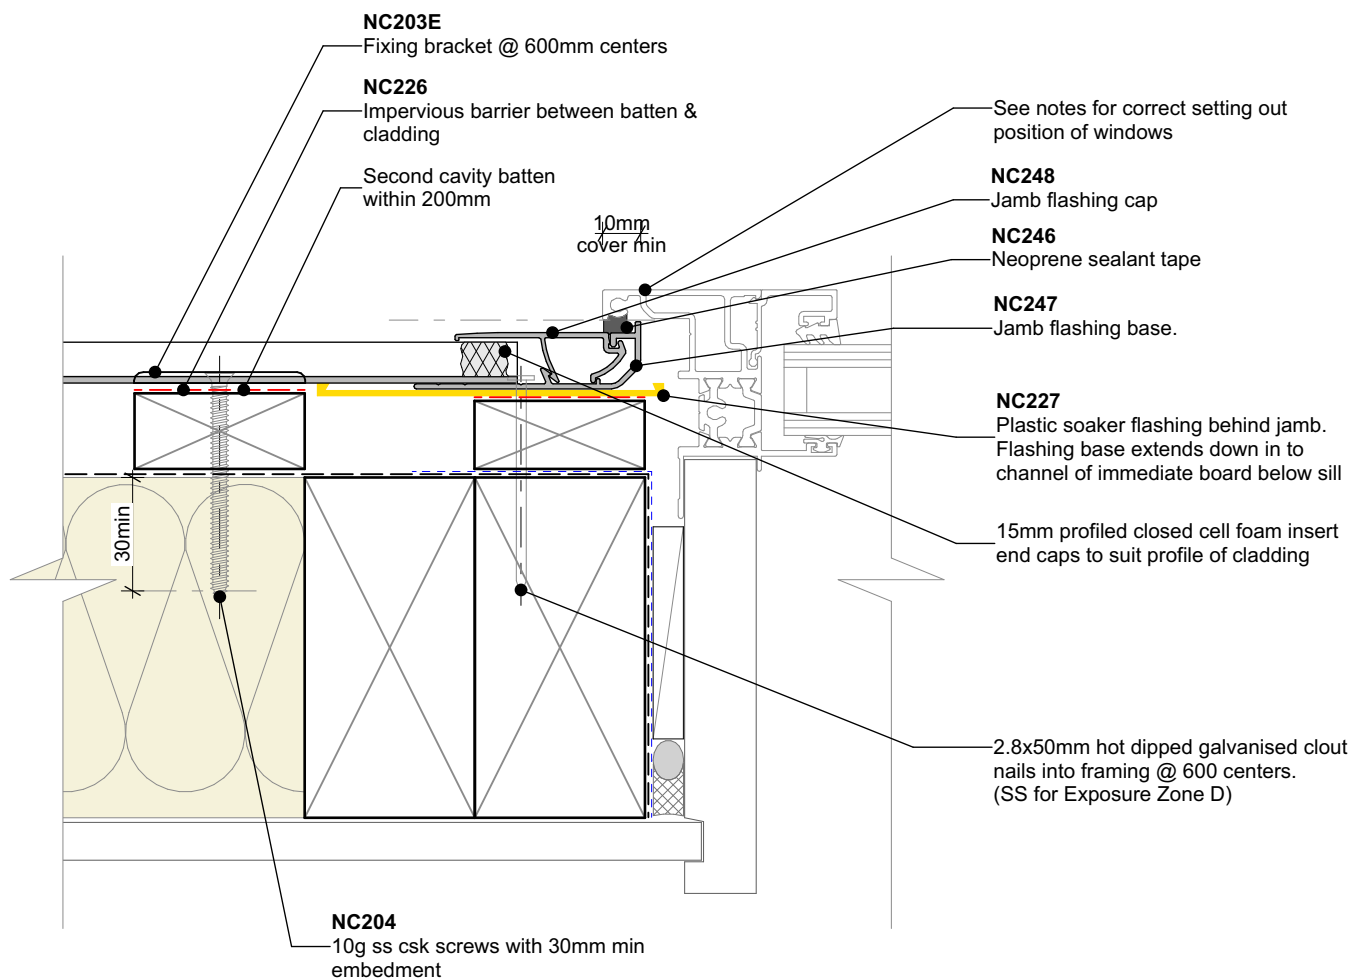 NC203E
Fixing bracket @ 600mm centers
NC226
Impervious barrier between batten &
cladding
Second cavity batten
within 200mm
10mm
cover min
See notes for correct setting out
position of windows
NC248
Jamb flashing cap
NC246
Neoprene sealant tape
NC247
Jamb flashing base.
NC227
Plastic soaker flashing behind jamb.
Flashing base extends down in to
channel of immediate board below sill
15mm profiled closed cell foam insert
end caps to suit profile of cladding
30min
2.8x50mm hot dipped galvanised clout
nails into framing @ 600 centers.
(SS for Exposure Zone D)
NC204
10g ss csk screws with 30mm min
embedment